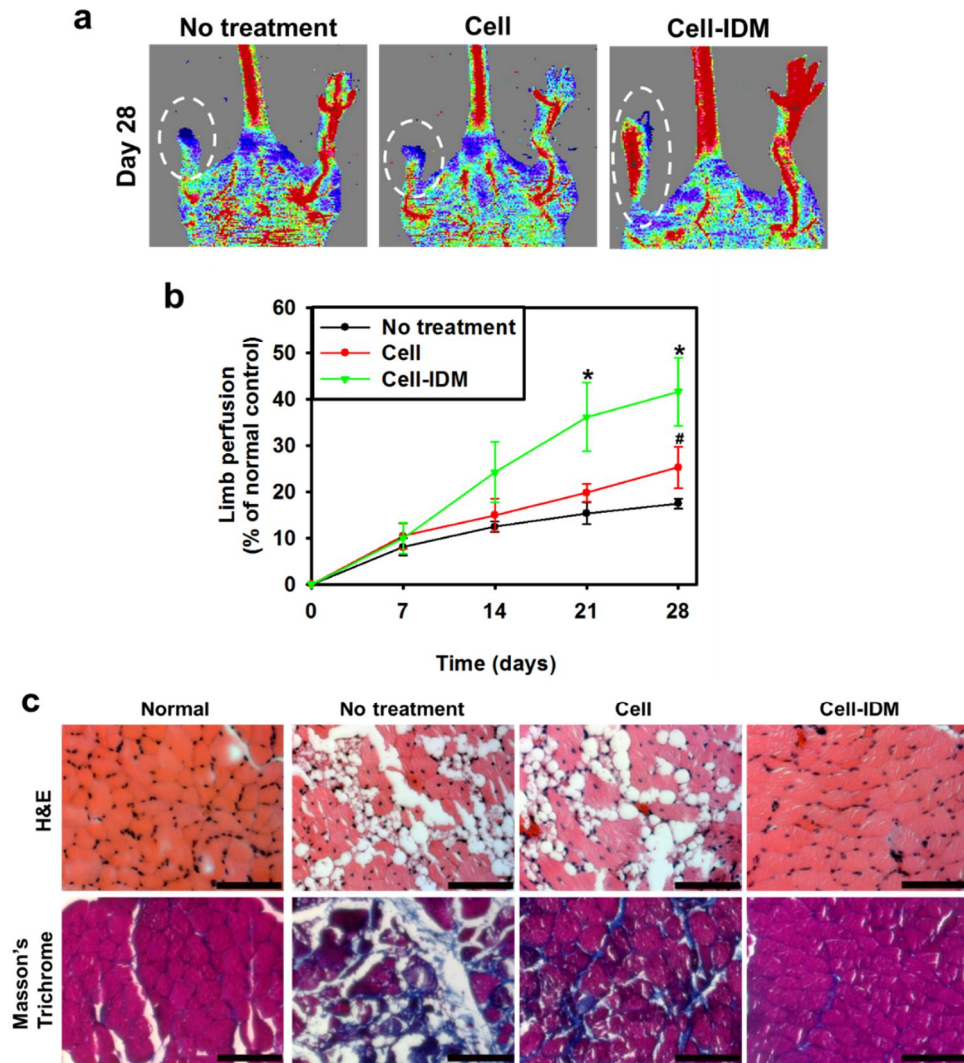 a
No treatment
Cell
Cell-IDM
Day 28
b
60
50
40
30
20
10
0
Limb perfusion
(% of normal control)
No treatment
Cell
Cell-IDM
*
*
#
0
7
14
21
28
Time (days)
c
Normal
No treatment
Cell
Cell-IDM
H&E
Masson's
Trichrome